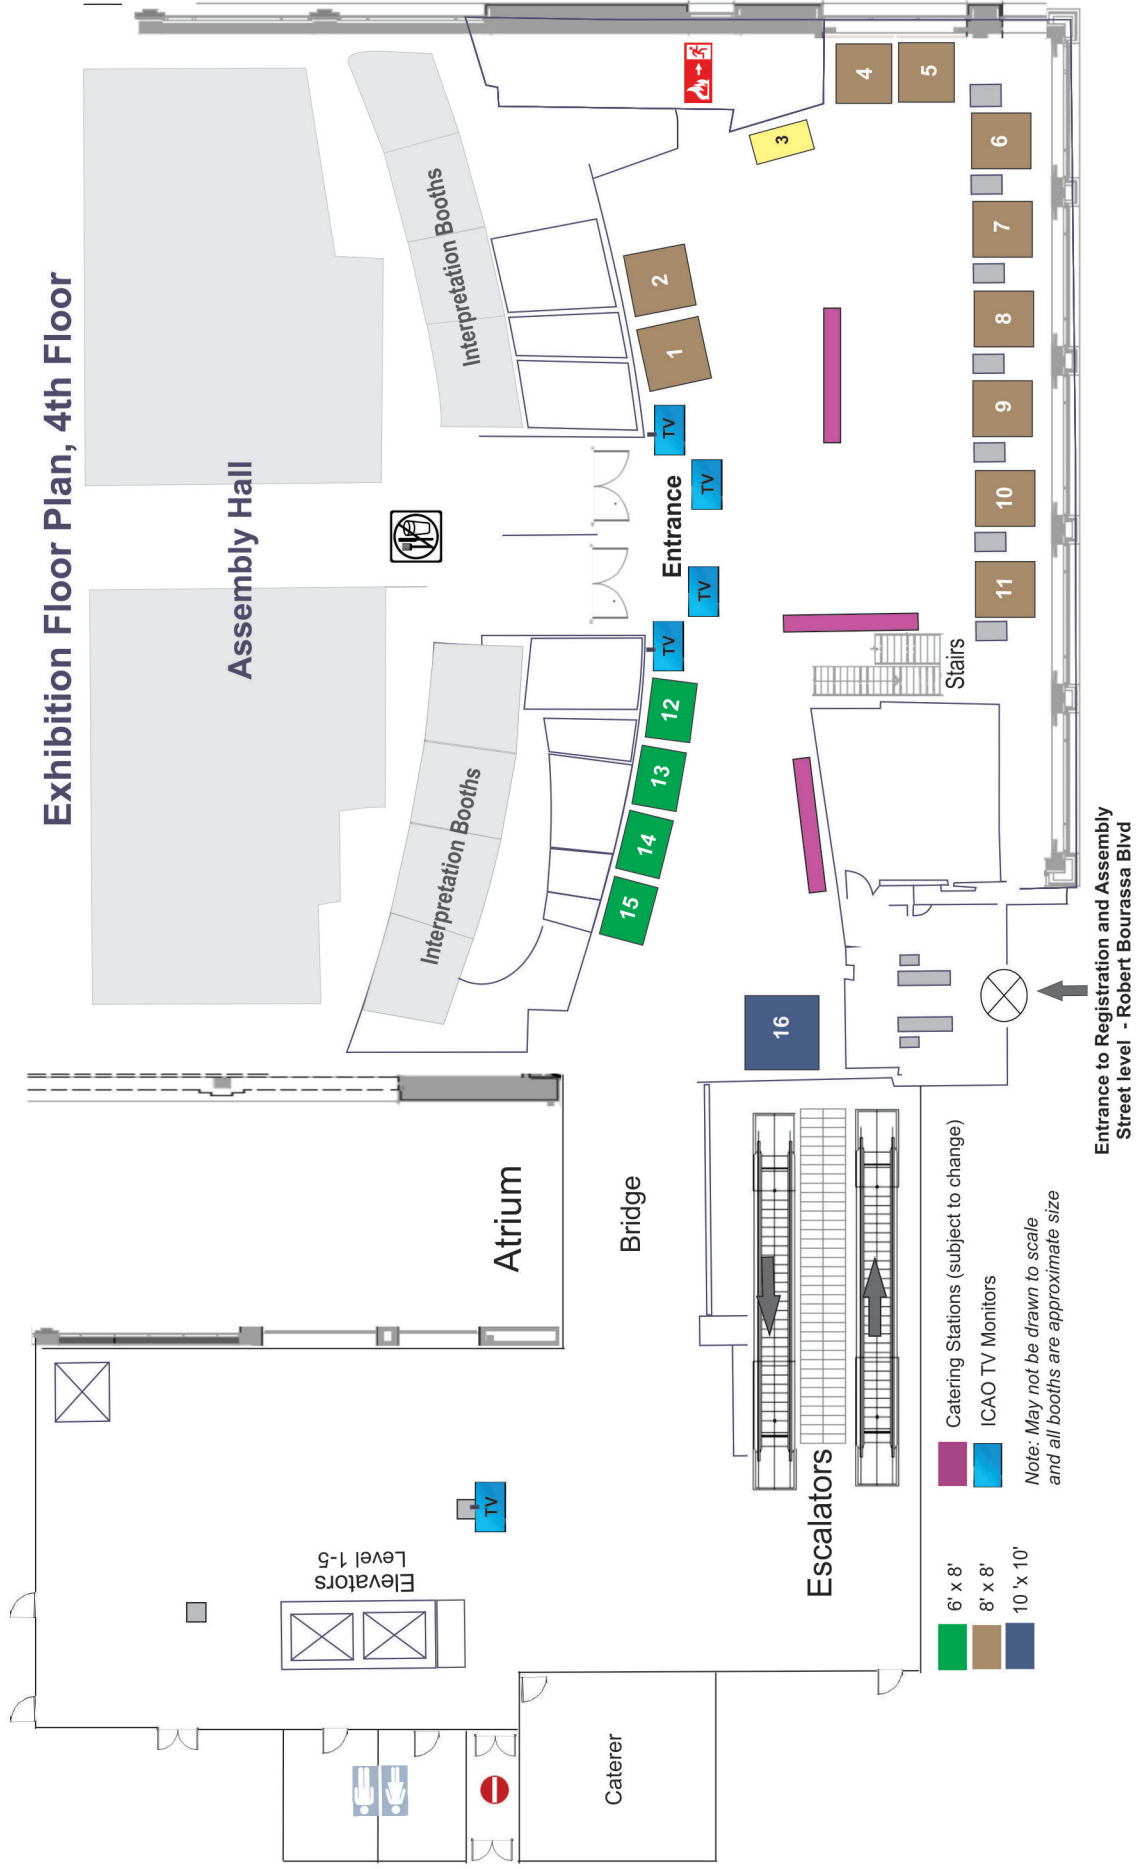 Exhibition Floor Plan, 4th Floor
Assembly Hall
Interpretation Booths
Interpretation Booths
Entrance
TV
TV
TV
TV
TV
1
2
3
4
5
6
7
8
9
10
11
12
13
14
15
16
Stairs
Atrium
Bridge
Elevators
Level 1-5
Escalators
Caterer
Entrance to Registration and Assembly
Street level - Robert Bourassa Blvd
6' x 8'
8' x 8'
10 'x 10'
Catering Stations (subject to change)
ICAO TV Monitors
Note: May not be drawn to scale
and all booths are approximate size